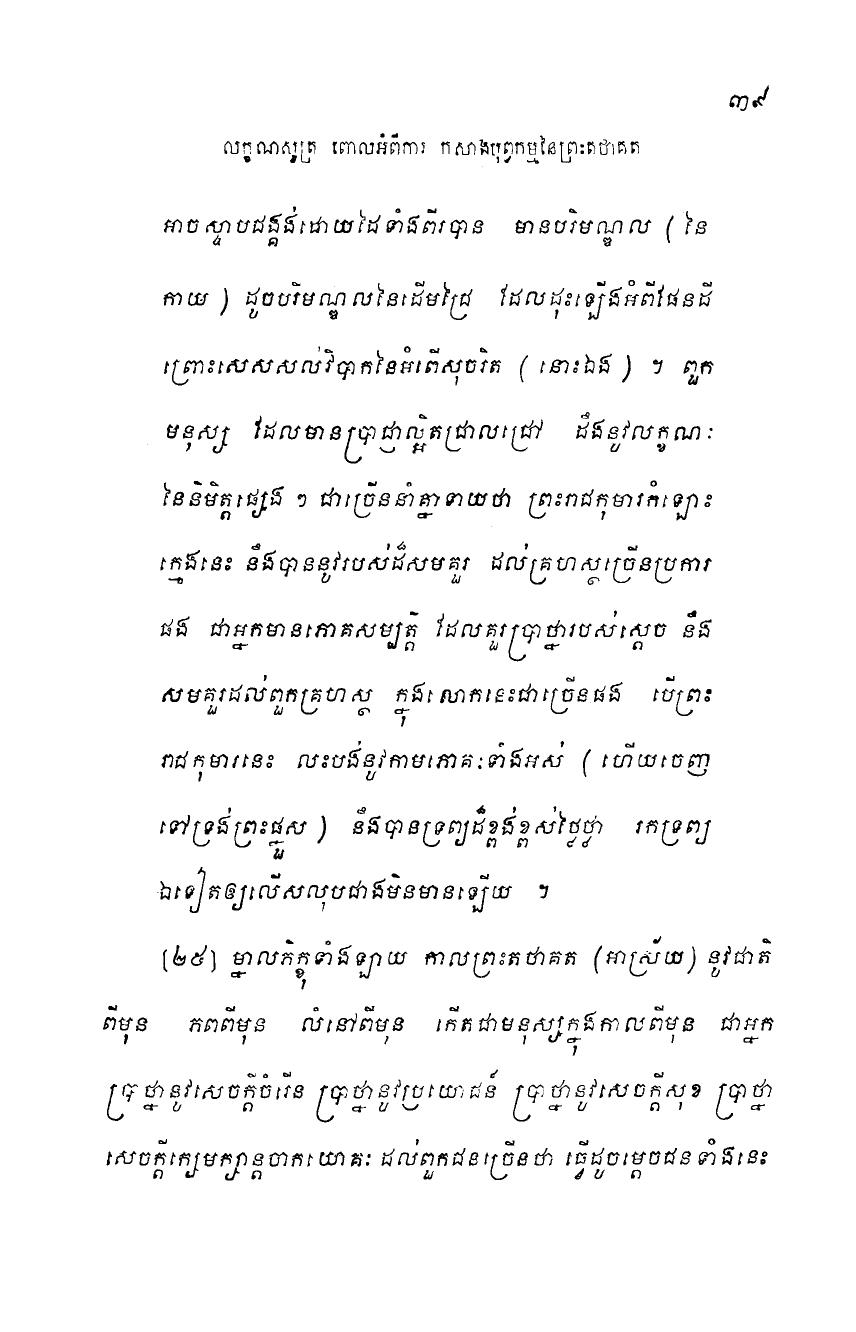 ៣៩
លក្ខណសូត្រ ពោលអំពីការ កសាងបុព្វកម្មនៃព្រះតថាគត
អាចស្ទាបជង្គង់ដោយដៃទាំងពីរបាន មានបរិមណ្ឌល ( នៃ
កាយ ) ដូចបរិមណ្ឌលនៃដើមជ្រៃ ដែលដុះឡើងអំពីផែនដី
ព្រោះសេសសល់វិបាកនៃអំពើសុចរិត ( នោះឯង ) ។ ពួក
មនុស្ស ដែលមានប្រាជ្ញាល្អិតជ្រាលជ្រៅ ដឹងនូវលក្ខណៈ
នៃនិមិត្តផ្សេង ៗ ជាច្រើននាំគ្នាទាយថា ព្រះរាជកុមារកំឡោះ
ក្មេងនេះ នឹងបាននូវរបស់ដ៏សមគួរ ដល់គ្រហស្ថច្រើនប្រការ
ផង ជាអ្នកមានភោគសម្បត្តិ ដែលគួរប្រាថ្នារបស់ស្តេច នឹង
សមគួរដល់ពួកគ្រហស្ថ ក្នុងលោកនេះជាច្រើនផង បើព្រះ
រាជកុមារនេះ លះបង់នូវកាមភោគៈទាំងអស់ ( ហើយចេញ
ទៅទ្រង់ព្រះផ្នួស ) នឹងបានទ្រព្យដ៏ខ្ពង់ខ្ពស់ថ្លៃថ្លា រកទ្រព្យ
ឯទៀតឲ្យលើសលុបជាងមិនមានឡើយ ។
[២៥] ម្នាលភិក្ខុទាំងឡាយ កាលព្រះតថាគត (អាស្រ័យ) នូវជាតិ
ពីមុន ភពពីមុន លំនៅពីមុន កើតជាមនុស្សក្នុងកាលពីមុន ជាអ្នក
ប្រាថ្នានូវសេចក្តីចំរើន ប្រាថ្នានូវប្រយោជន៍ ប្រាថ្នានូវសេចក្តីសុខ ប្រាថ្នា
សេចក្តីក្សេមក្សាន្តចាកយោគៈ ដល់ពួកជនច្រើនថា ធ្វើដូចម្តេចជនទាំងនេះ